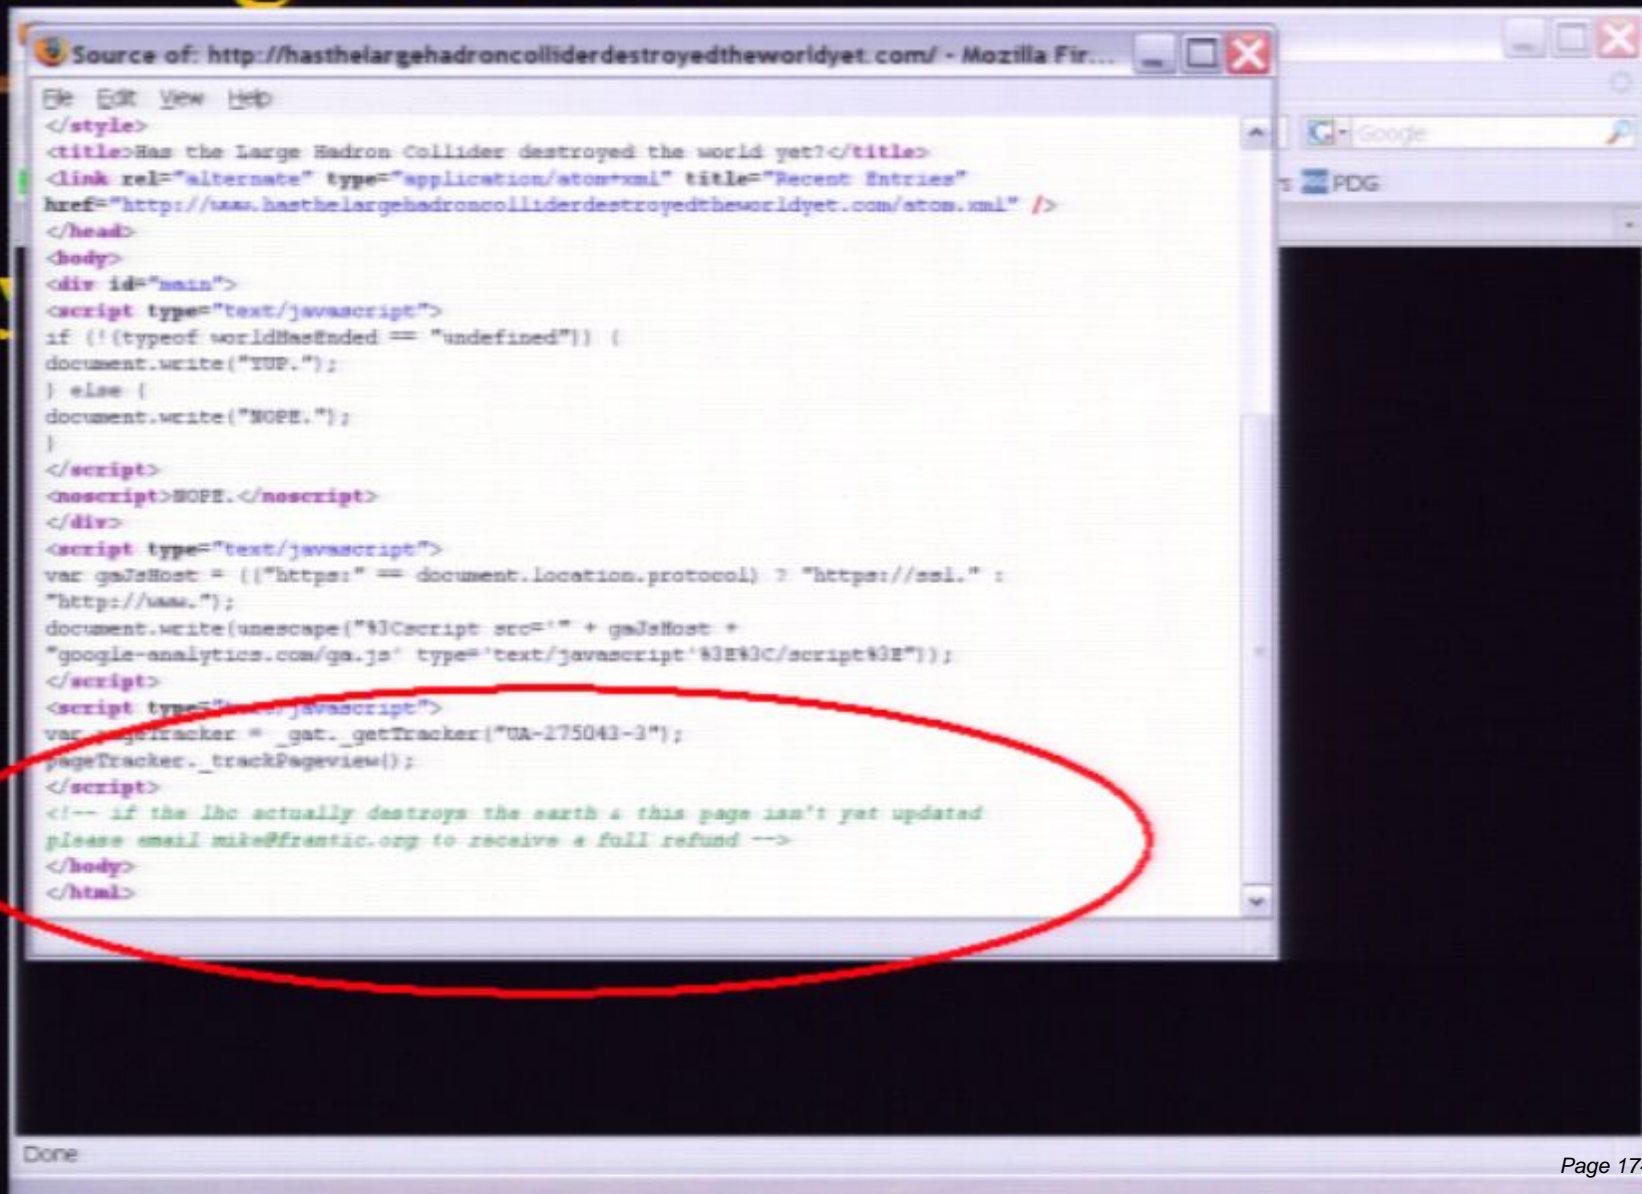 Source of: http://hasthelargehadroncolliderdestroyedtheworldyet.com/ - Mozilla Fir...
File Edit View Help
</style>
<title>Has the Large Hadron Collider destroyed the world yet?</title>
<link rel="alternate" type="application/atom+xml" title="Recent Entries"
href="http://www.hasthelargehadroncolliderdestroyedtheworldyet.com/atom.xml" />
</head>
<body>
<div id="main">
<script type="text/javascript">
if (!(typeof worldHasEnded == "undefined")) {
document.write("YUP.");
} else {
document.write("NOPE.");
}
</script>
<noscript>NOPE.</noscript>
</div>
<script type="text/javascript">
var gaJsHost = (("https:" == document.location.protocol) ? "https://ssl." :
"http://www.");
document.write(unescape("%3Cscript src='" + gaJsHost +
"google-analytics.com/ga.js' type='text/javascript'%3E%3C/script%3E"));
</script>
<script type="text/javascript">
var pageTracker = _gat._getTracker("UA-275043-3");
pageTracker._trackPageview();
</script>
<!-- if the lhc actually destroys the earth & this page isn't yet updated
please email mike@frantic.org to receive a full refund -->
</body>
</html>
Google
PDG
Done
Page 174